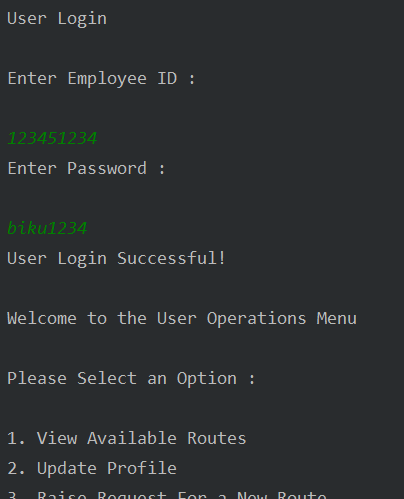 User Login
Enter Employee ID :
123451234
Enter Password :
biku1234
User Login Successful!
Welcome to the User Operations Menu
Please Select an Option :
1. View Available Routes
2. Update Profile
3. Raise Request For a New Route